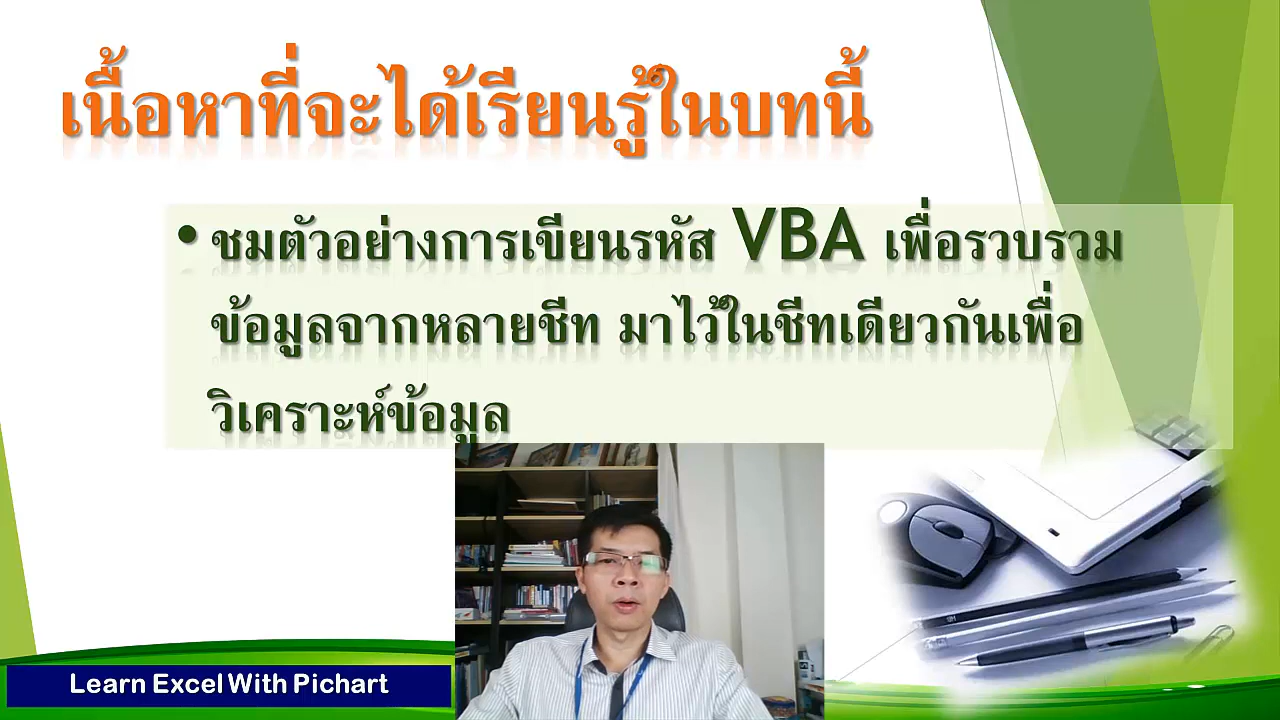 เนื้อหาที่จะได้เรียนรู้ในบทนี้
• ชมตัวอย่างการเขียนรหัส VBA เพื่อรวบรวม
ข้อมูลจากหลายชีท มาไว้ในชีทเดียวกันเพื่อ
วิเคราะห์ข้อมูล
Learn Excel With Pichart